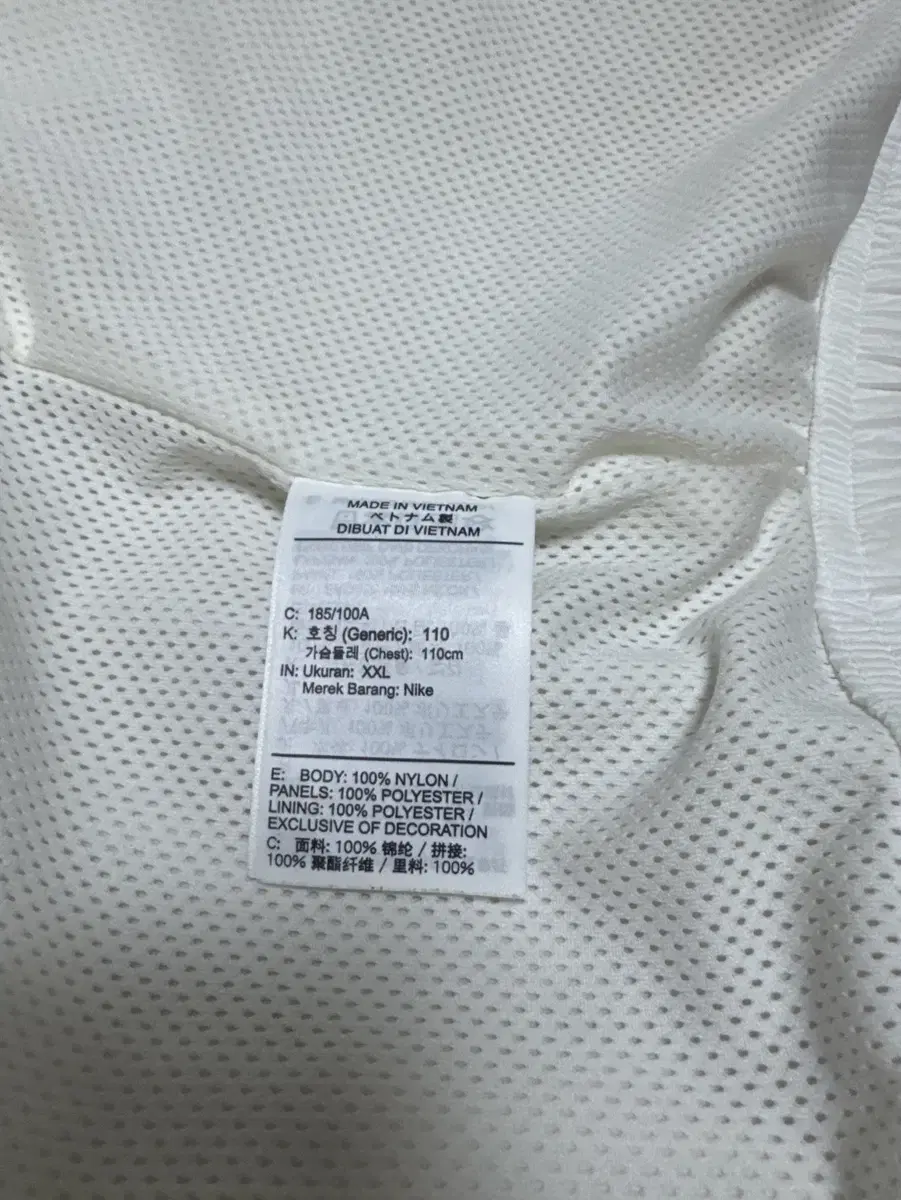 MADE IN VIETNAM
ベトナム製
DIBUAT DI VIETNAM
C: 185/100A
K: 호칭 (Generic): 110
가슴둘레 (Chest): 110cm
IN: Ukuran: XXL
Merek Barang: Nike
E: BODY: 100% NYLON /
PANELS: 100% POLYESTER /
LINING: 100% POLYESTER /
EXCLUSIVE OF DECORATION
C: 面料: 100% 锦纶 / 拼接:
100% 聚酯纤维 / 里料: 100%